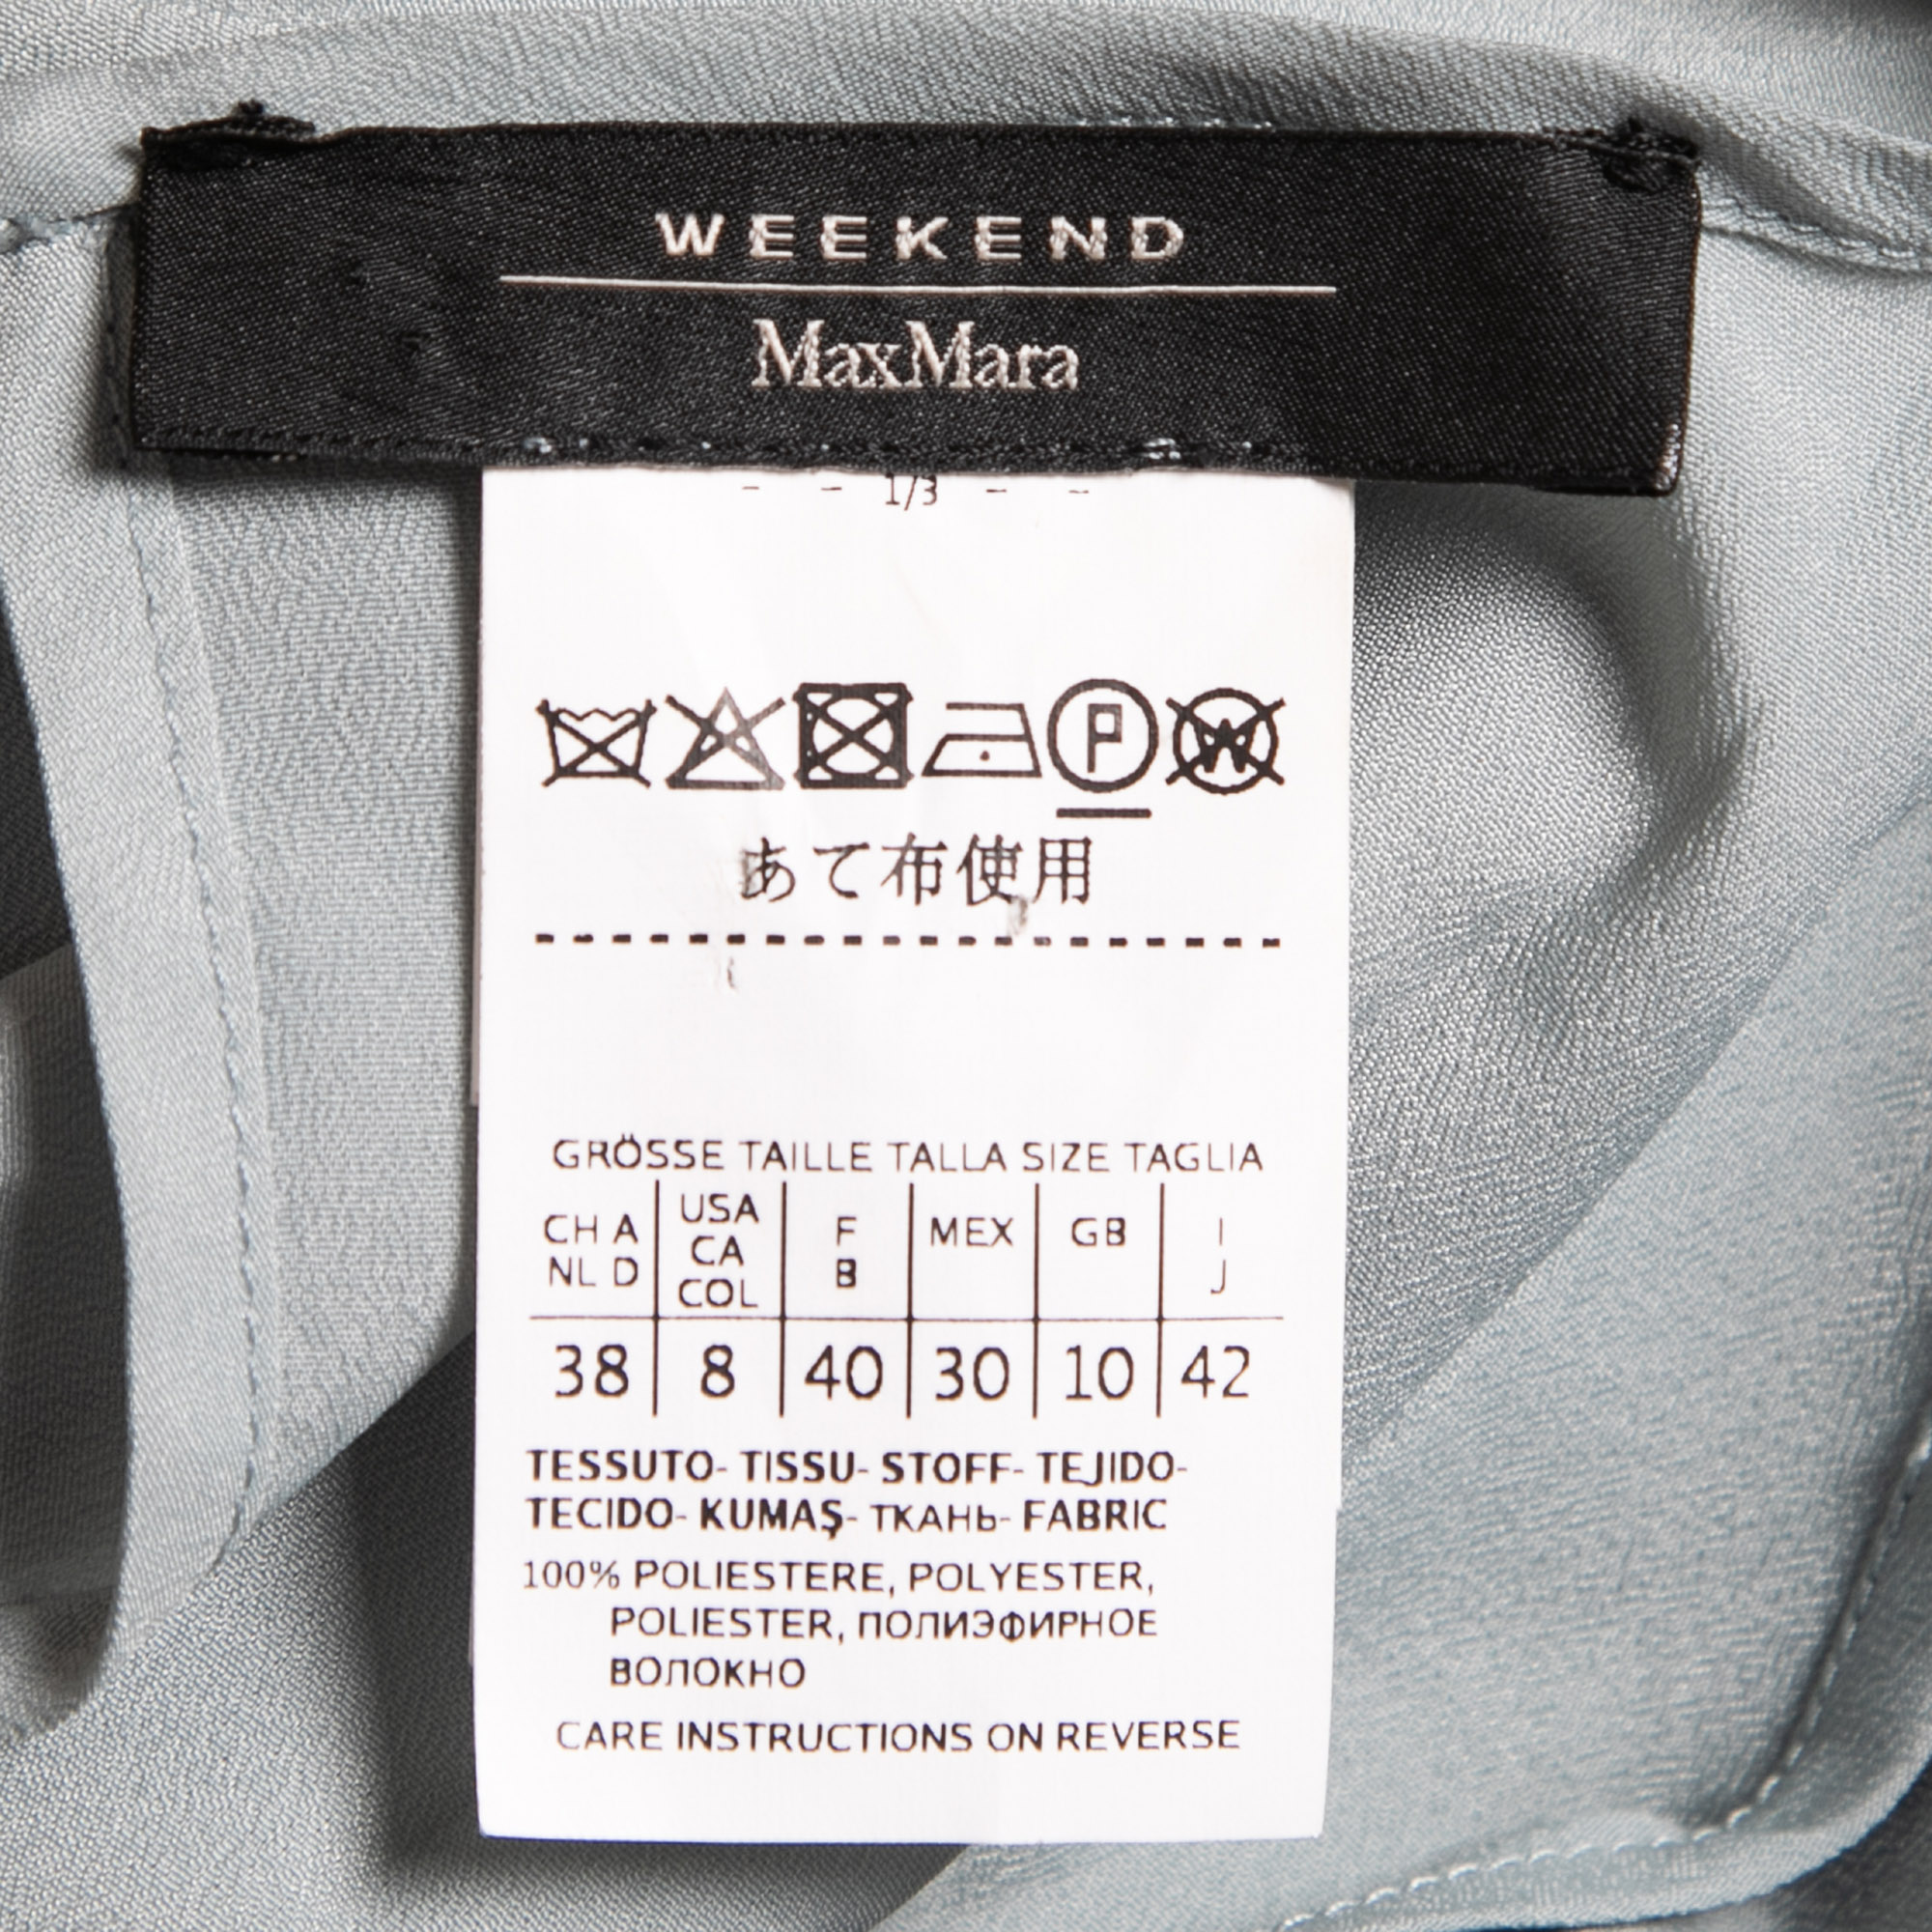 WEEKEND
MaxMara
- - 1/3 - -
P W
あて布使用
GRÖSSE TAILLE TALLA SIZE TAGLIA
CH A NL D USA CA COL F B MEX GB I J
38 8 40 30 10 42
TESSUTO- TISSU- STOFF- TEJIDO-
TECIDO- KUMAŞ- ТКАНЬ- FABRIC
100% POLIESTERE, POLYESTER,
POLIESTER, ПОЛИЭФИРНОЕ
ВОЛОКНО
CARE INSTRUCTIONS ON REVERSE